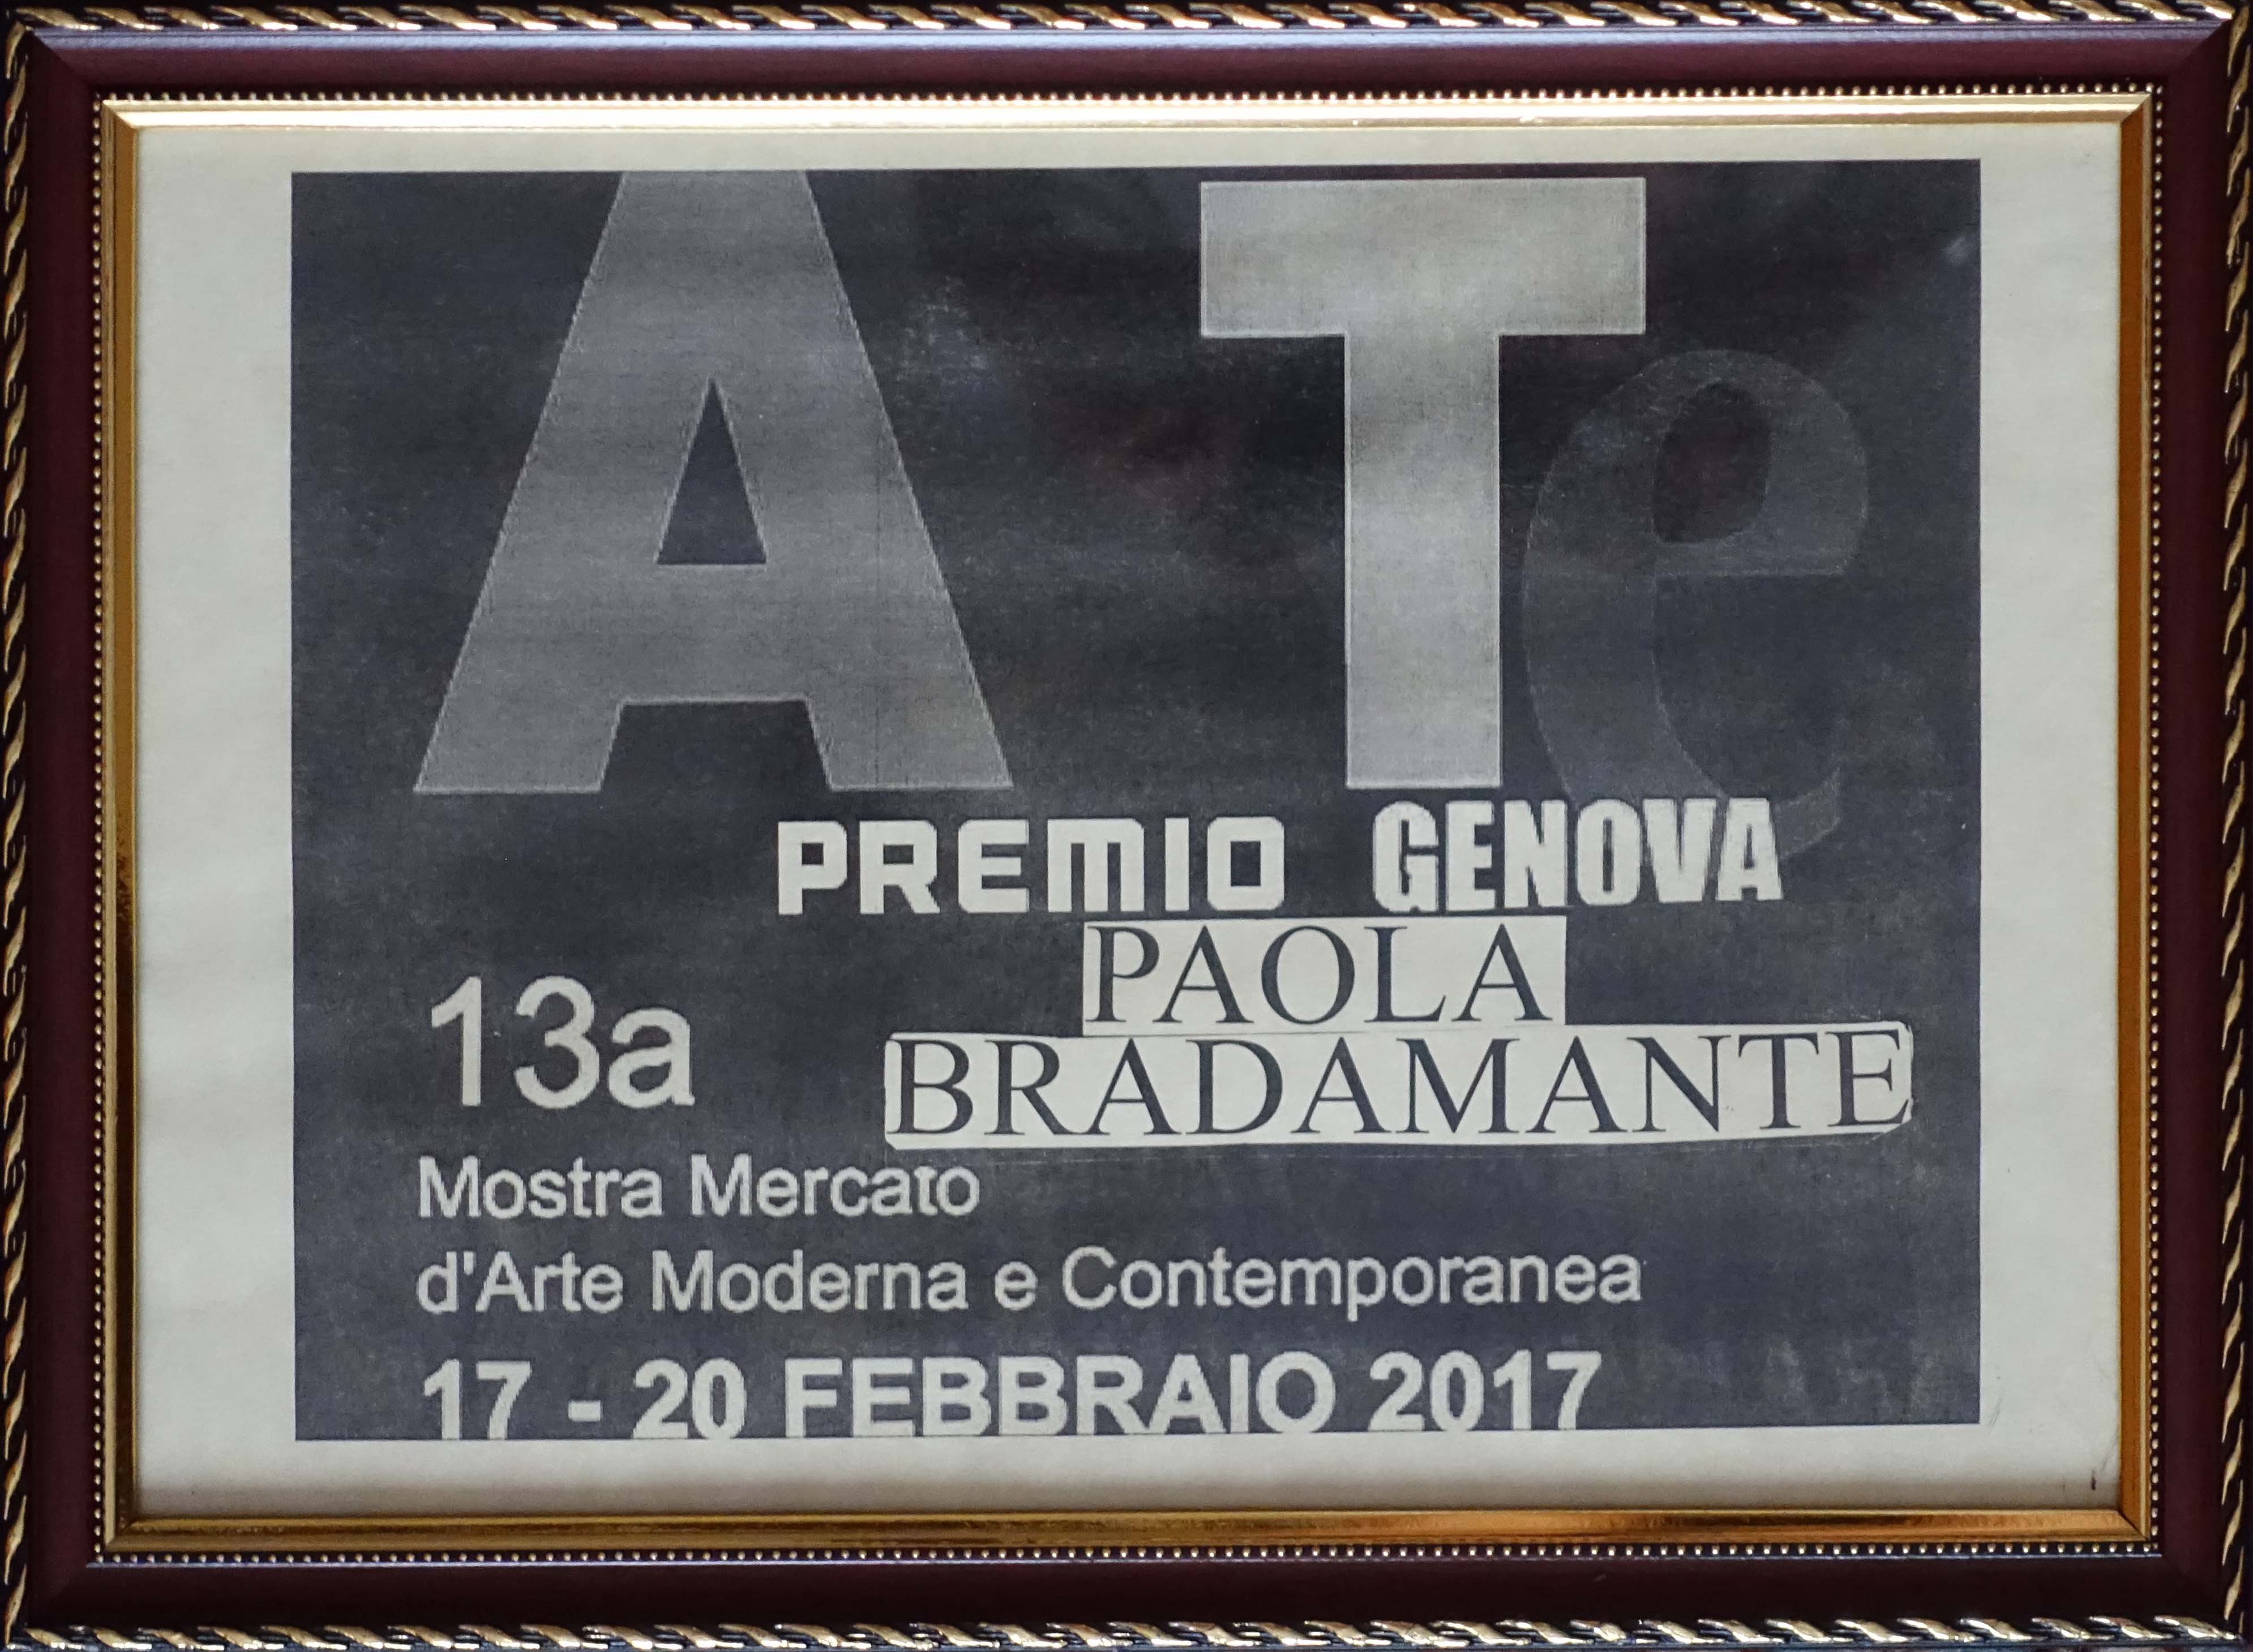 ATe
PREMIO GENOVA
PAOLA
BRADAMANTE
13a
Mostra Mercato
d'Arte Moderna e Contemporanea
17 - 20 FEBBRAIO 2017